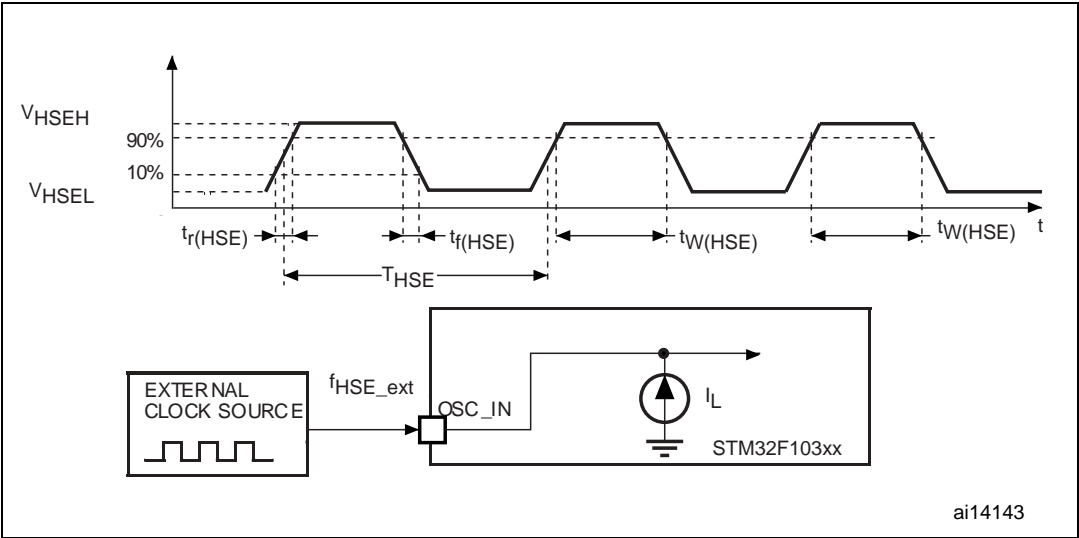 VHSEH
90%
10%
VHSEL
tr(HSE)
tf(HSE)
tW(HSE)
tW(HSE)
t
THSE
EXTERNAL
CLOCK SOURCE
fHSE_ext
OSC_IN
IL
STM32F103xx
ai14143